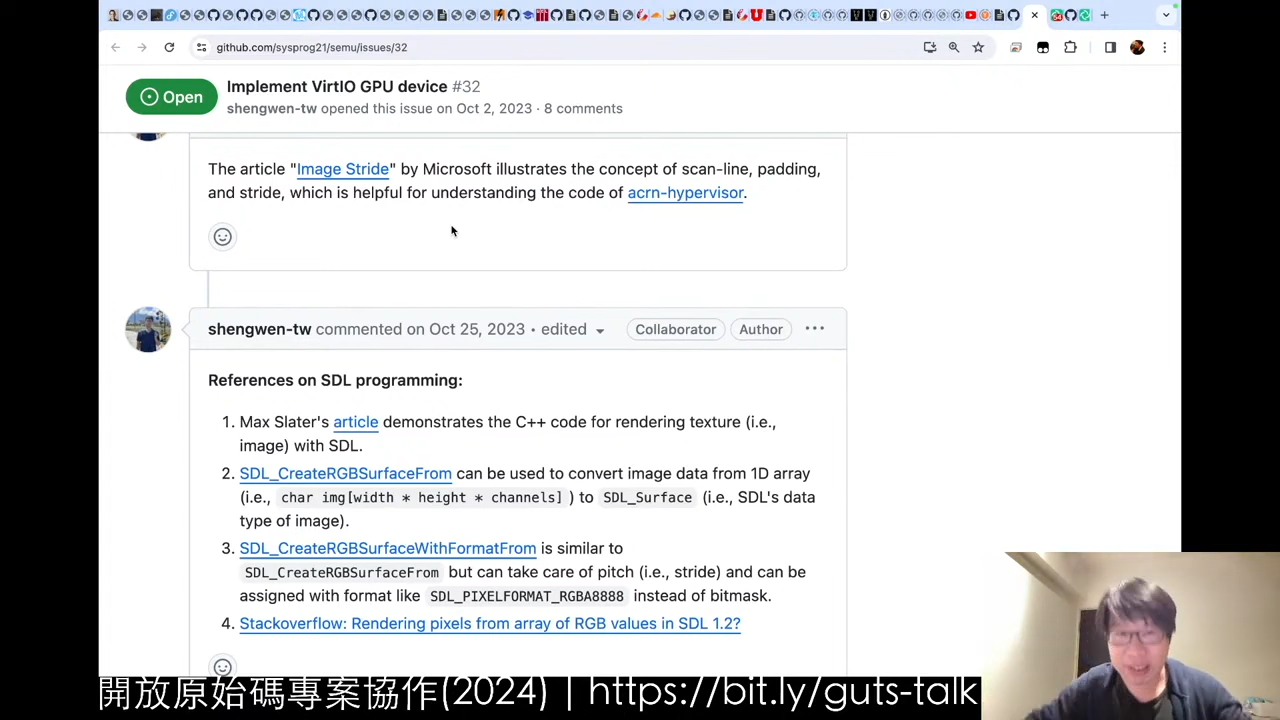 github.com/sysprog21/semu/issues/32
Open
Implement VirtIO GPU device #32
shengwen-tw opened this issue on Oct 2, 2023 · 8 comments
The article "Image Stride" by Microsoft illustrates the concept of scan-line, padding,
and stride, which is helpful for understanding the code of acrn-hypervisor.
shengwen-tw commented on Oct 25, 2023 • edited
Collaborator
Author
References on SDL programming:
1. Max Slater's article demonstrates the C++ code for rendering texture (i.e.,
image) with SDL.
2. SDL_CreateRGBSurfaceFrom can be used to convert image data from 1D array
(i.e., char img[width * height * channels] ) to SDL_Surface (i.e., SDL's data
type of image).
3. SDL_CreateRGBSurfaceWithFormatFrom is similar to
SDL_CreateRGBSurfaceFrom but can take care of pitch (i.e., stride) and can be
assigned with format like SDL_PIXELFORMAT_RGBA8888 instead of bitmask.
4. Stackoverflow: Rendering pixels from array of RGB values in SDL 1.2?
開放原始碼專案協作(2024) | https://bit.ly/guts-talk